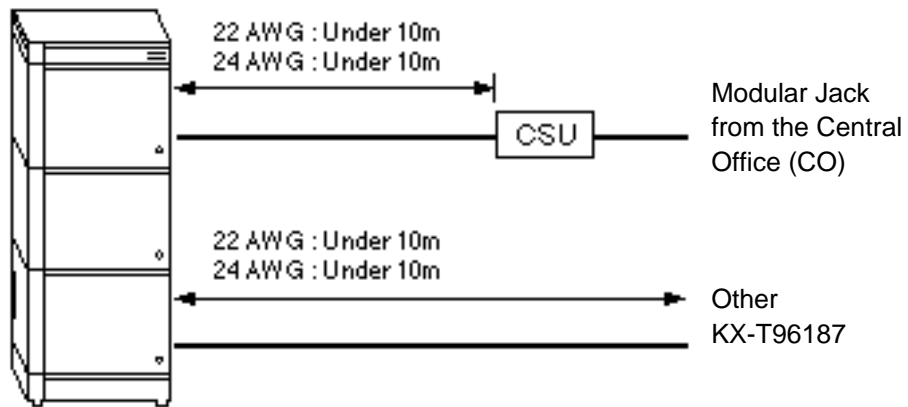 22 AWG : Under 10m
24 AWG : Under 10m
CSU
Modular Jack
from the Central
Office (CO)
22 AWG : Under 10m
24 AWG : Under 10m
Other
KX-T96187